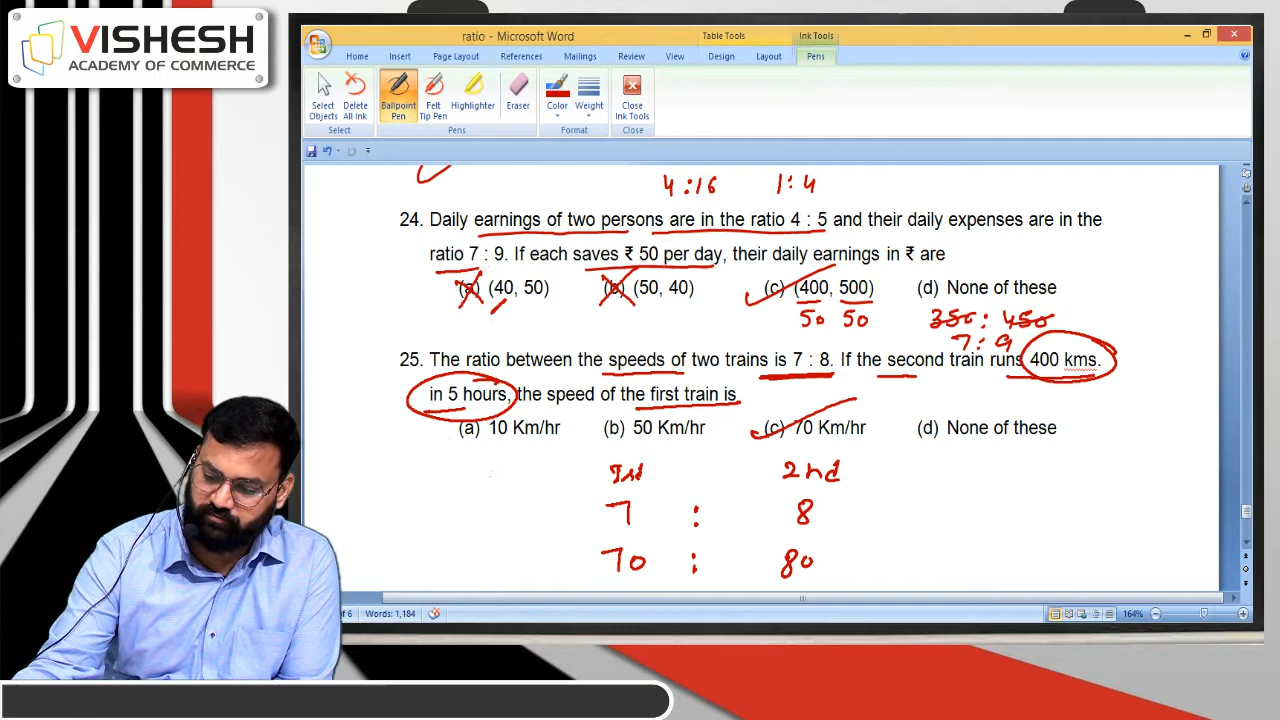 VISHESH
ACADEMY OF COMMERCE
ratio - Microsoft Word
Table Tools
Ink Tools
Home Insert Page Layout References Mailings Review View Design Layout Pens
Select Objects
Delete All Ink
Ballpoint Pen
Felt Tip Pen
Highlighter
Eraser
Color
Weight
Close Ink Tools
Select Pens Format Close
4 : 16 1 : 4
24. Daily earnings of two persons are in the ratio 4 : 5 and their daily expenses are in the
ratio 7 : 9. If each saves ₹ 50 per day, their daily earnings in ₹ are
(a) (40, 50) (b) (50, 40) (c) (400, 500) (d) None of these
50 50 350 : 450
7 : 9
25. The ratio between the speeds of two trains is 7 : 8. If the second train runs 400 kms.
in 5 hours, the speed of the first train is
(a) 10 Km/hr (b) 50 Km/hr (c) 70 Km/hr (d) None of these
2nd
7 : 8
70 : 80
of 6 Words: 1,184 164%